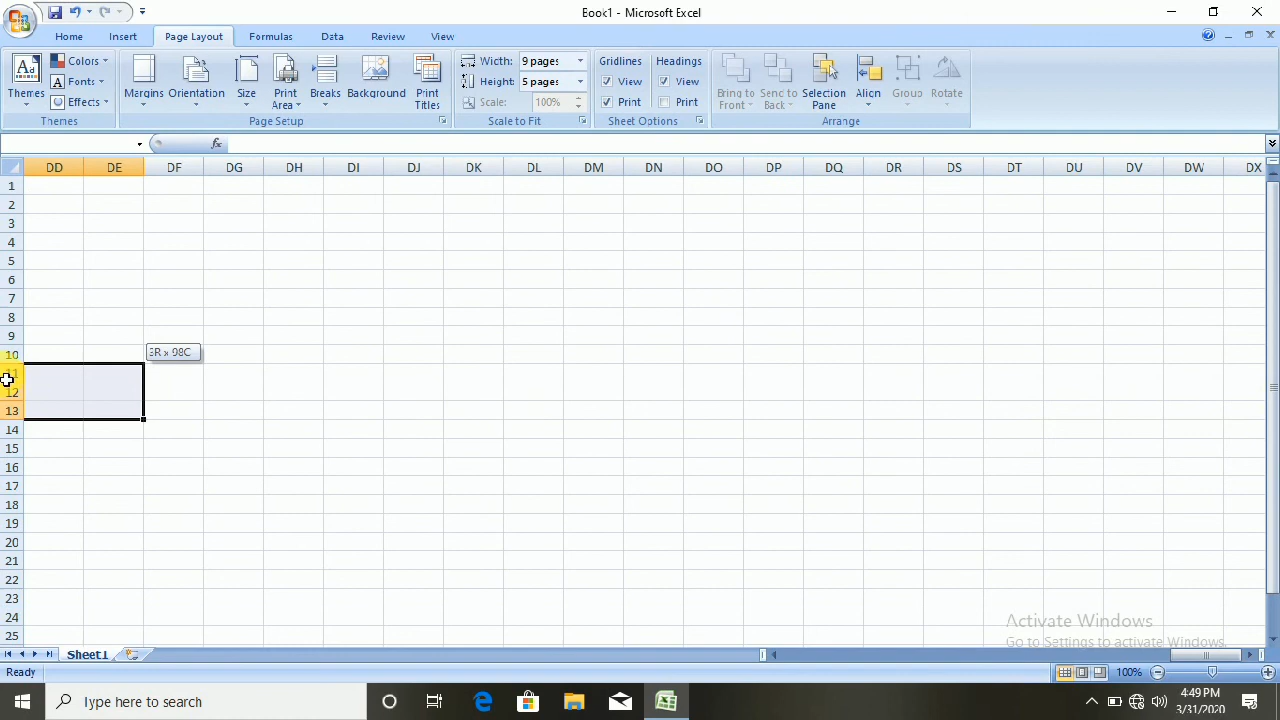 Book1 - Microsoft Excel
Home Insert Page Layout Formulas Data Review View
Themes Colors Fonts Effects
Margins Orientation Size Print Area Breaks Background Print Titles
Width: 9 pages
Height: 5 pages
Scale: 100%
Gridlines Headings
View View
Print Print
Bring to Front Send to Back Selection Pane Align Group Rotate
Themes Page Setup Scale to Fit Sheet Options Arrange
fx
DD DE DF DG DH DI DJ DK DL DM DN DO DP DQ DR DS DT DU DV DW DX
1
2
3
4
5
6
7
8
9
10
3R x 98C
11
12
13
14
15
16
17
18
19
20
21
22
23
24
25
Activate Windows
Go to Settings to activate Windows.
Sheet1
Ready 100%
Type here to search
4:49 PM
3/31/2020